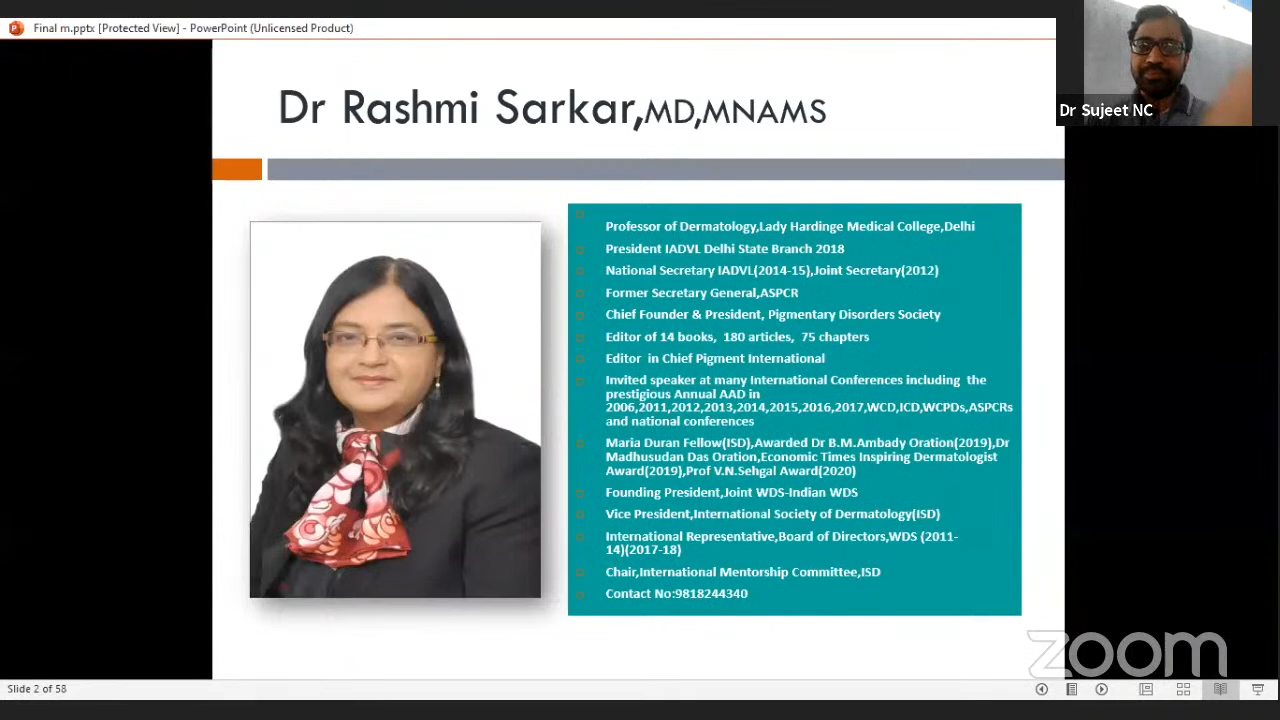 Final m.pptx [Protected View] - PowerPoint (Unlicensed Product)
Dr Sujeet NC
Dr Rashmi Sarkar,MD,MNAMS
Professor of Dermatology,Lady Hardinge Medical College,Delhi
President IADVL Delhi State Branch 2018
National Secretary IADVL(2014-15),Joint Secretary(2012)
Former Secretary General,ASPCR
Chief Founder & President, Pigmentary Disorders Society
Editor of 14 books, 180 articles, 75 chapters
Editor in Chief Pigment International
Invited speaker at many International Conferences including the
prestigious Annual AAD in
2006,2011,2012,2013,2014,2015,2016,2017,WCD,ICD,WCPDs,ASPCRs
and national conferences
Maria Duran Fellow(ISD),Awarded Dr B.M.Ambady Oration(2019),Dr
Madhusudan Das Oration,Economic Times Inspiring Dermatologist
Award(2019),Prof V.N.Sehgal Award(2020)
Founding President,Joint WDS-Indian WDS
Vice President,International Society of Dermatology(ISD)
International Representative,Board of Directors,WDS (2011-
14)(2017-18)
Chair,International Mentorship Committee,ISD
Contact No:9818244340
zoom
Slide 2 of 58